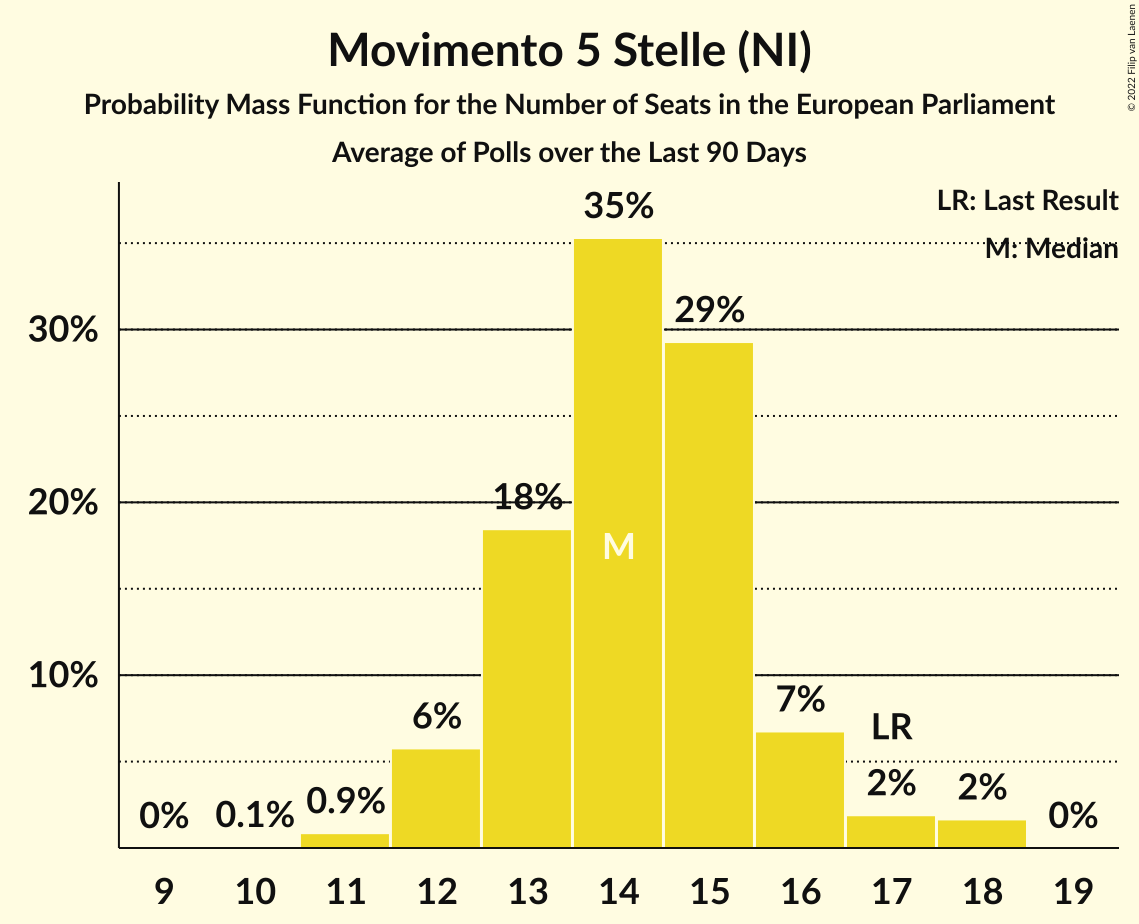 Movimento 5 Stelle (NI)
Probability Mass Function for the Number of Seats in the European Parliament
Average of Polls over the Last 90 Days
© 2022 Filip van Laenen
LR: Last Result
M: Median
30%
20%
10%
0%
0.1%
0.9%
6%
18%
35%
M
29%
7%
LR
2%
2%
0%
9 10 11 12 13 14 15 16 17 18 19